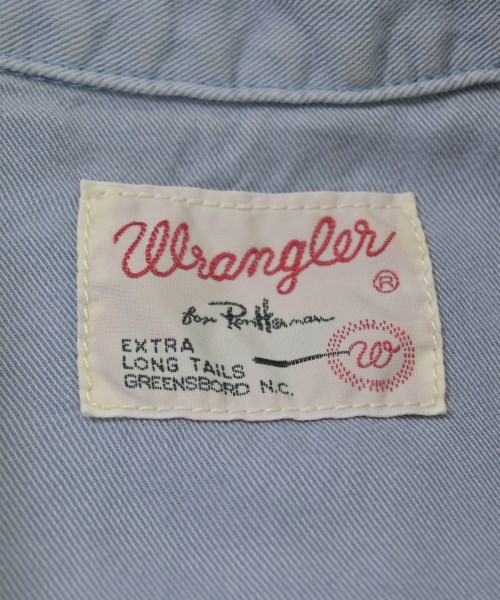 Wrangler
®
for Ron Herman
EXTRA
LONG TAILS
GREENSBORO N.C.
W